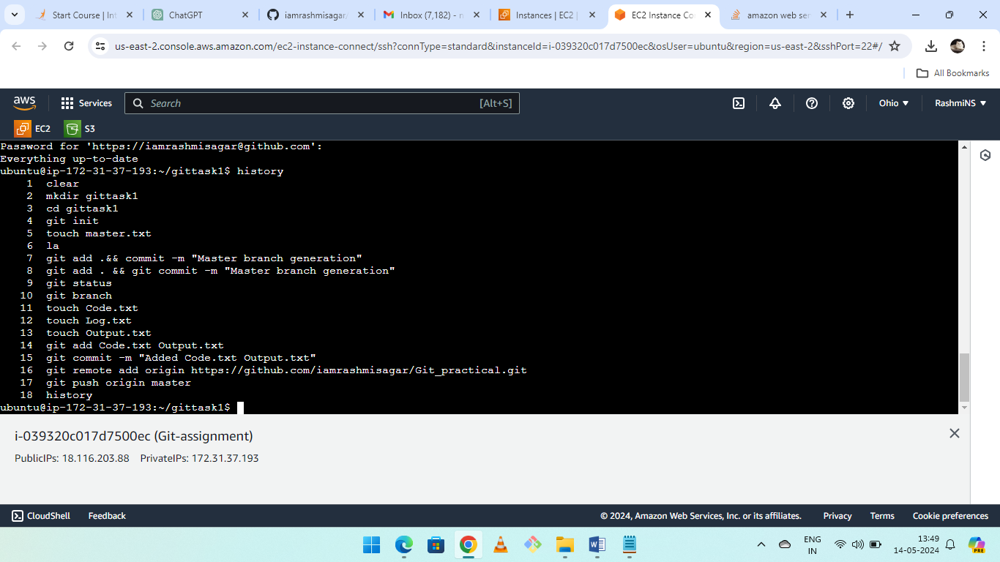 Start Course | Int
ChatGPT
iamrashmisagar/
Inbox (7,182) - n
Instances | EC2 |
EC2 Instance Co
amazon web ser
us-east-2.console.aws.amazon.com/ec2-instance-connect/ssh?connType=standard&instanceId=i-039320c017d7500ec&osUser=ubuntu&region=us-east-2&sshPort=22#/
All Bookmarks
aws Services Search [Alt+S] Ohio RashmiNS
EC2 S3
Password for 'https://iamrashmisagar@github.com':
Everything up-to-date
ubuntu@ip-172-31-37-193:~/gittask1$ history
1 clear
2 mkdir gittask1
3 cd gittask1
4 git init
5 touch master.txt
6 la
7 git add .&& commit -m "Master branch generation"
8 git add . && git commit -m "Master branch generation"
9 git status
10 git branch
11 touch Code.txt
12 touch Log.txt
13 touch Output.txt
14 git add Code.txt Output.txt
15 git commit -m "Added Code.txt Output.txt"
16 git remote add origin https://github.com/iamrashmisagar/Git_practical.git
17 git push origin master
18 history
ubuntu@ip-172-31-37-193:~/gittask1$
i-039320c017d7500ec (Git-assignment)
PublicIPs: 18.116.203.88 PrivateIPs: 172.31.37.193
CloudShell Feedback © 2024, Amazon Web Services, Inc. or its affiliates. Privacy Terms Cookie preferences
ENG
IN
13:49
14-05-2024
PRE